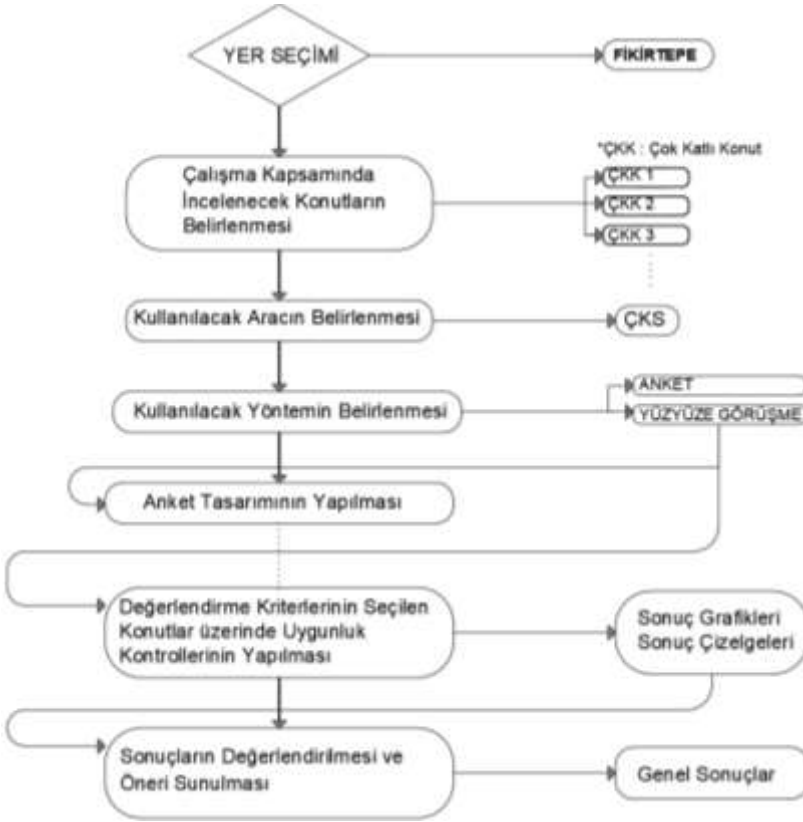 YER SEÇİMİ
FİKİRTEPE
*ÇKK : Çok Katlı Konut
Çalışma Kapsamında
İncelenecek Konutların
Belirlenmesi
ÇKK 1
ÇKK 2
ÇKK 3
Kullanılacak Aracın Belirlenmesi
ÇKS
Kullanılacak Yöntemin Belirlenmesi
ANKET
YÜZYÜZE GÖRÜŞME
Anket Tasarımının Yapılması
Değerlendirme Kriterlerinin Seçilen
Konutlar üzerinde Uygunluk
Kontrollerinin Yapılması
Sonuç Grafikleri
Sonuç Çizelgeleri
Sonuçların Değerlendirilmesi ve
Öneri Sunulması
Genel Sonuçlar